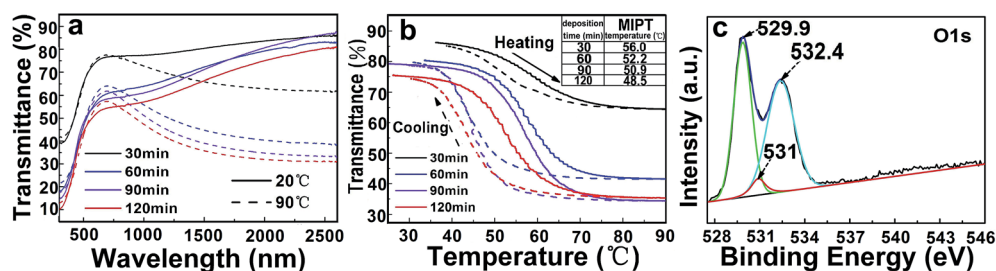 a
Transmittance (%)
90
80
70
60
50
40
30
20
10
30min
60min
90min
120min
20℃
90℃
500 1000 1500 2000 2500
Wavelength (nm)
b
Transmittance (%)
90
80
70
60
50
40
30
Heating
Cooling
deposition time (min) MIPT temperature (℃)
30 56.0
60 52.2
90 50.9
120 48.5
30min
60min
90min
120min
30 40 50 60 70 80 90
Temperature (℃)
c
Intensity (a.u.)
529.9
532.4
531
O1s
528 531 534 537 540 543 546
Binding Energy (eV)